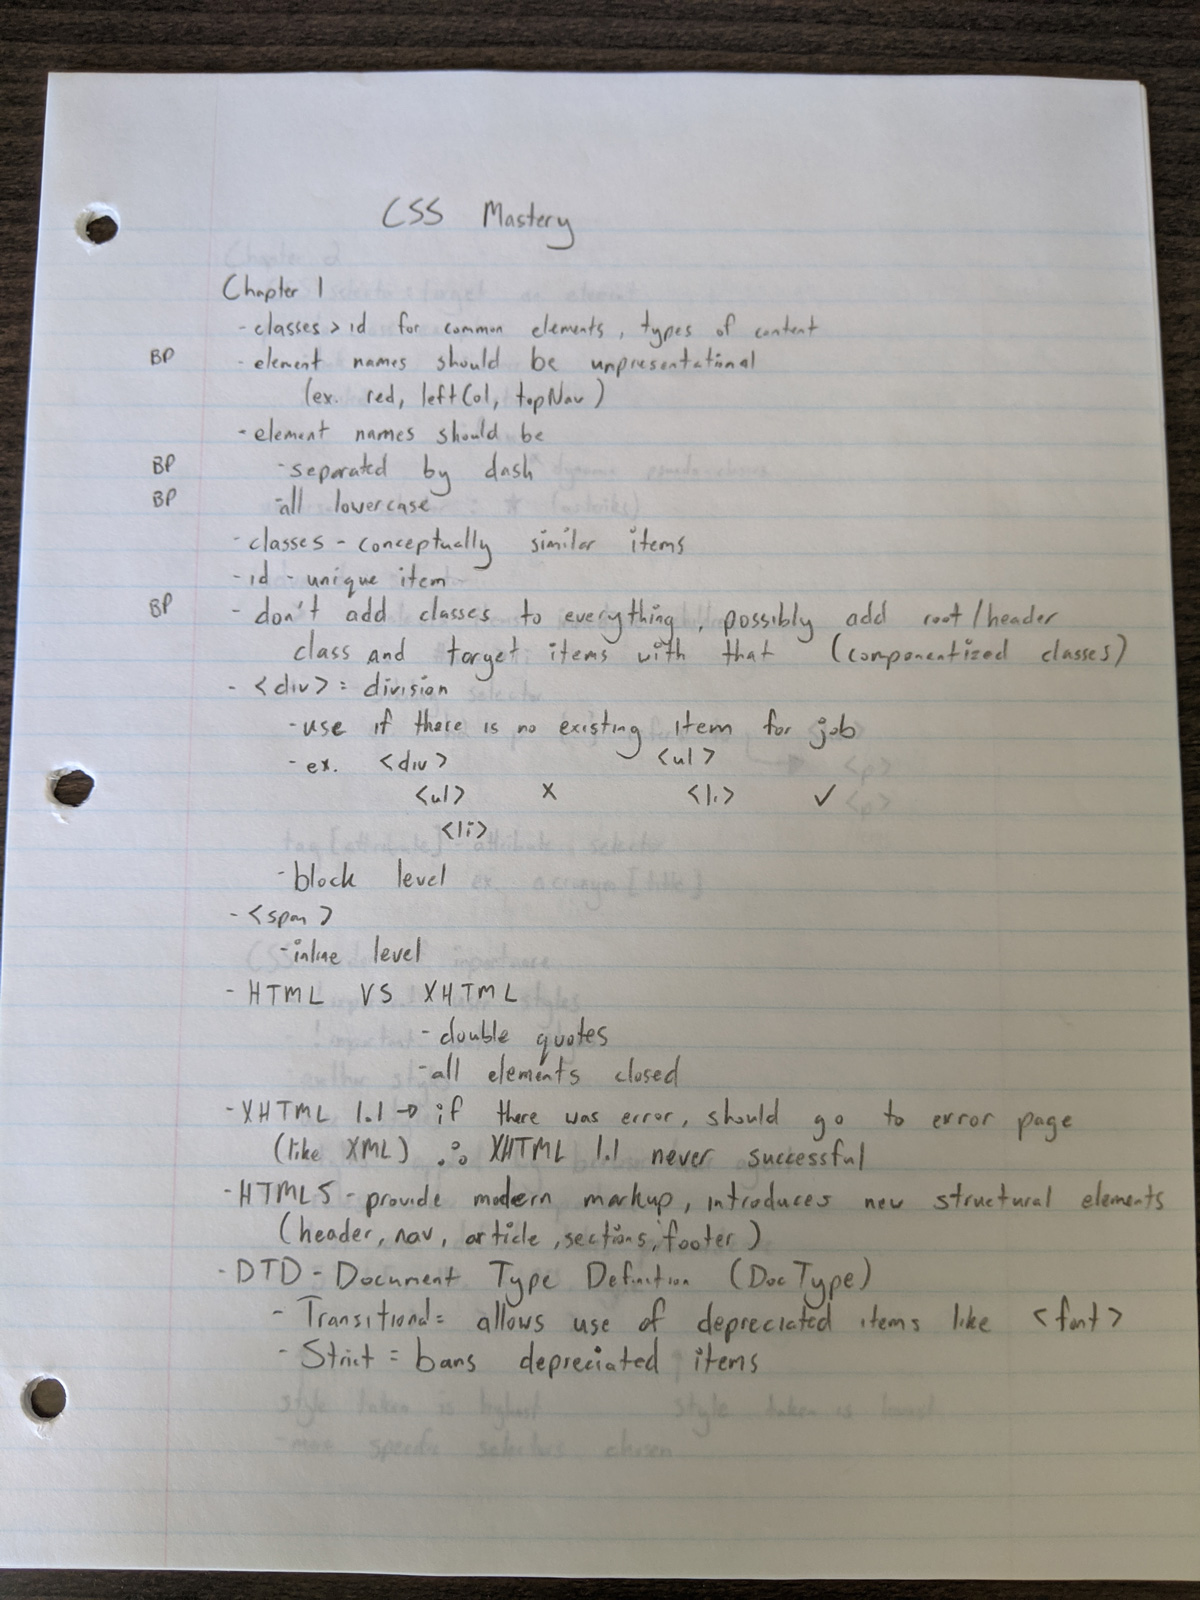 CSS Mastery
Chapter 1
- classes > id for common elements, types of content
BP - element names should be unpresentational
(ex. red, leftCol, topNav)
- element names should be
BP - separated by dash
BP - all lowercase
- classes - conceptually similar items
- id - unique item
BP - don't add classes to everything, possibly add root/header
class and target items with that (componentized classes)
- <div> = division
- use if there is no existing item for job
- ex. <div> <ul>
<ul> x <li> ✓
<li>
- block level
- <span>
- inline level
- HTML VS XHTML
- double quotes
- all elements closed
- XHTML 1.1 → if there was error, should go to error page
(like XML) ∴ XHTML 1.1 never successful
- HTML5 - provide modern markup, introduces new structural elements
(header, nav, article, sections, footer)
- DTD - Document Type Definition (DocType)
- Transitional = allows use of depreciated items like <font>
- Strict = bans depreciated items